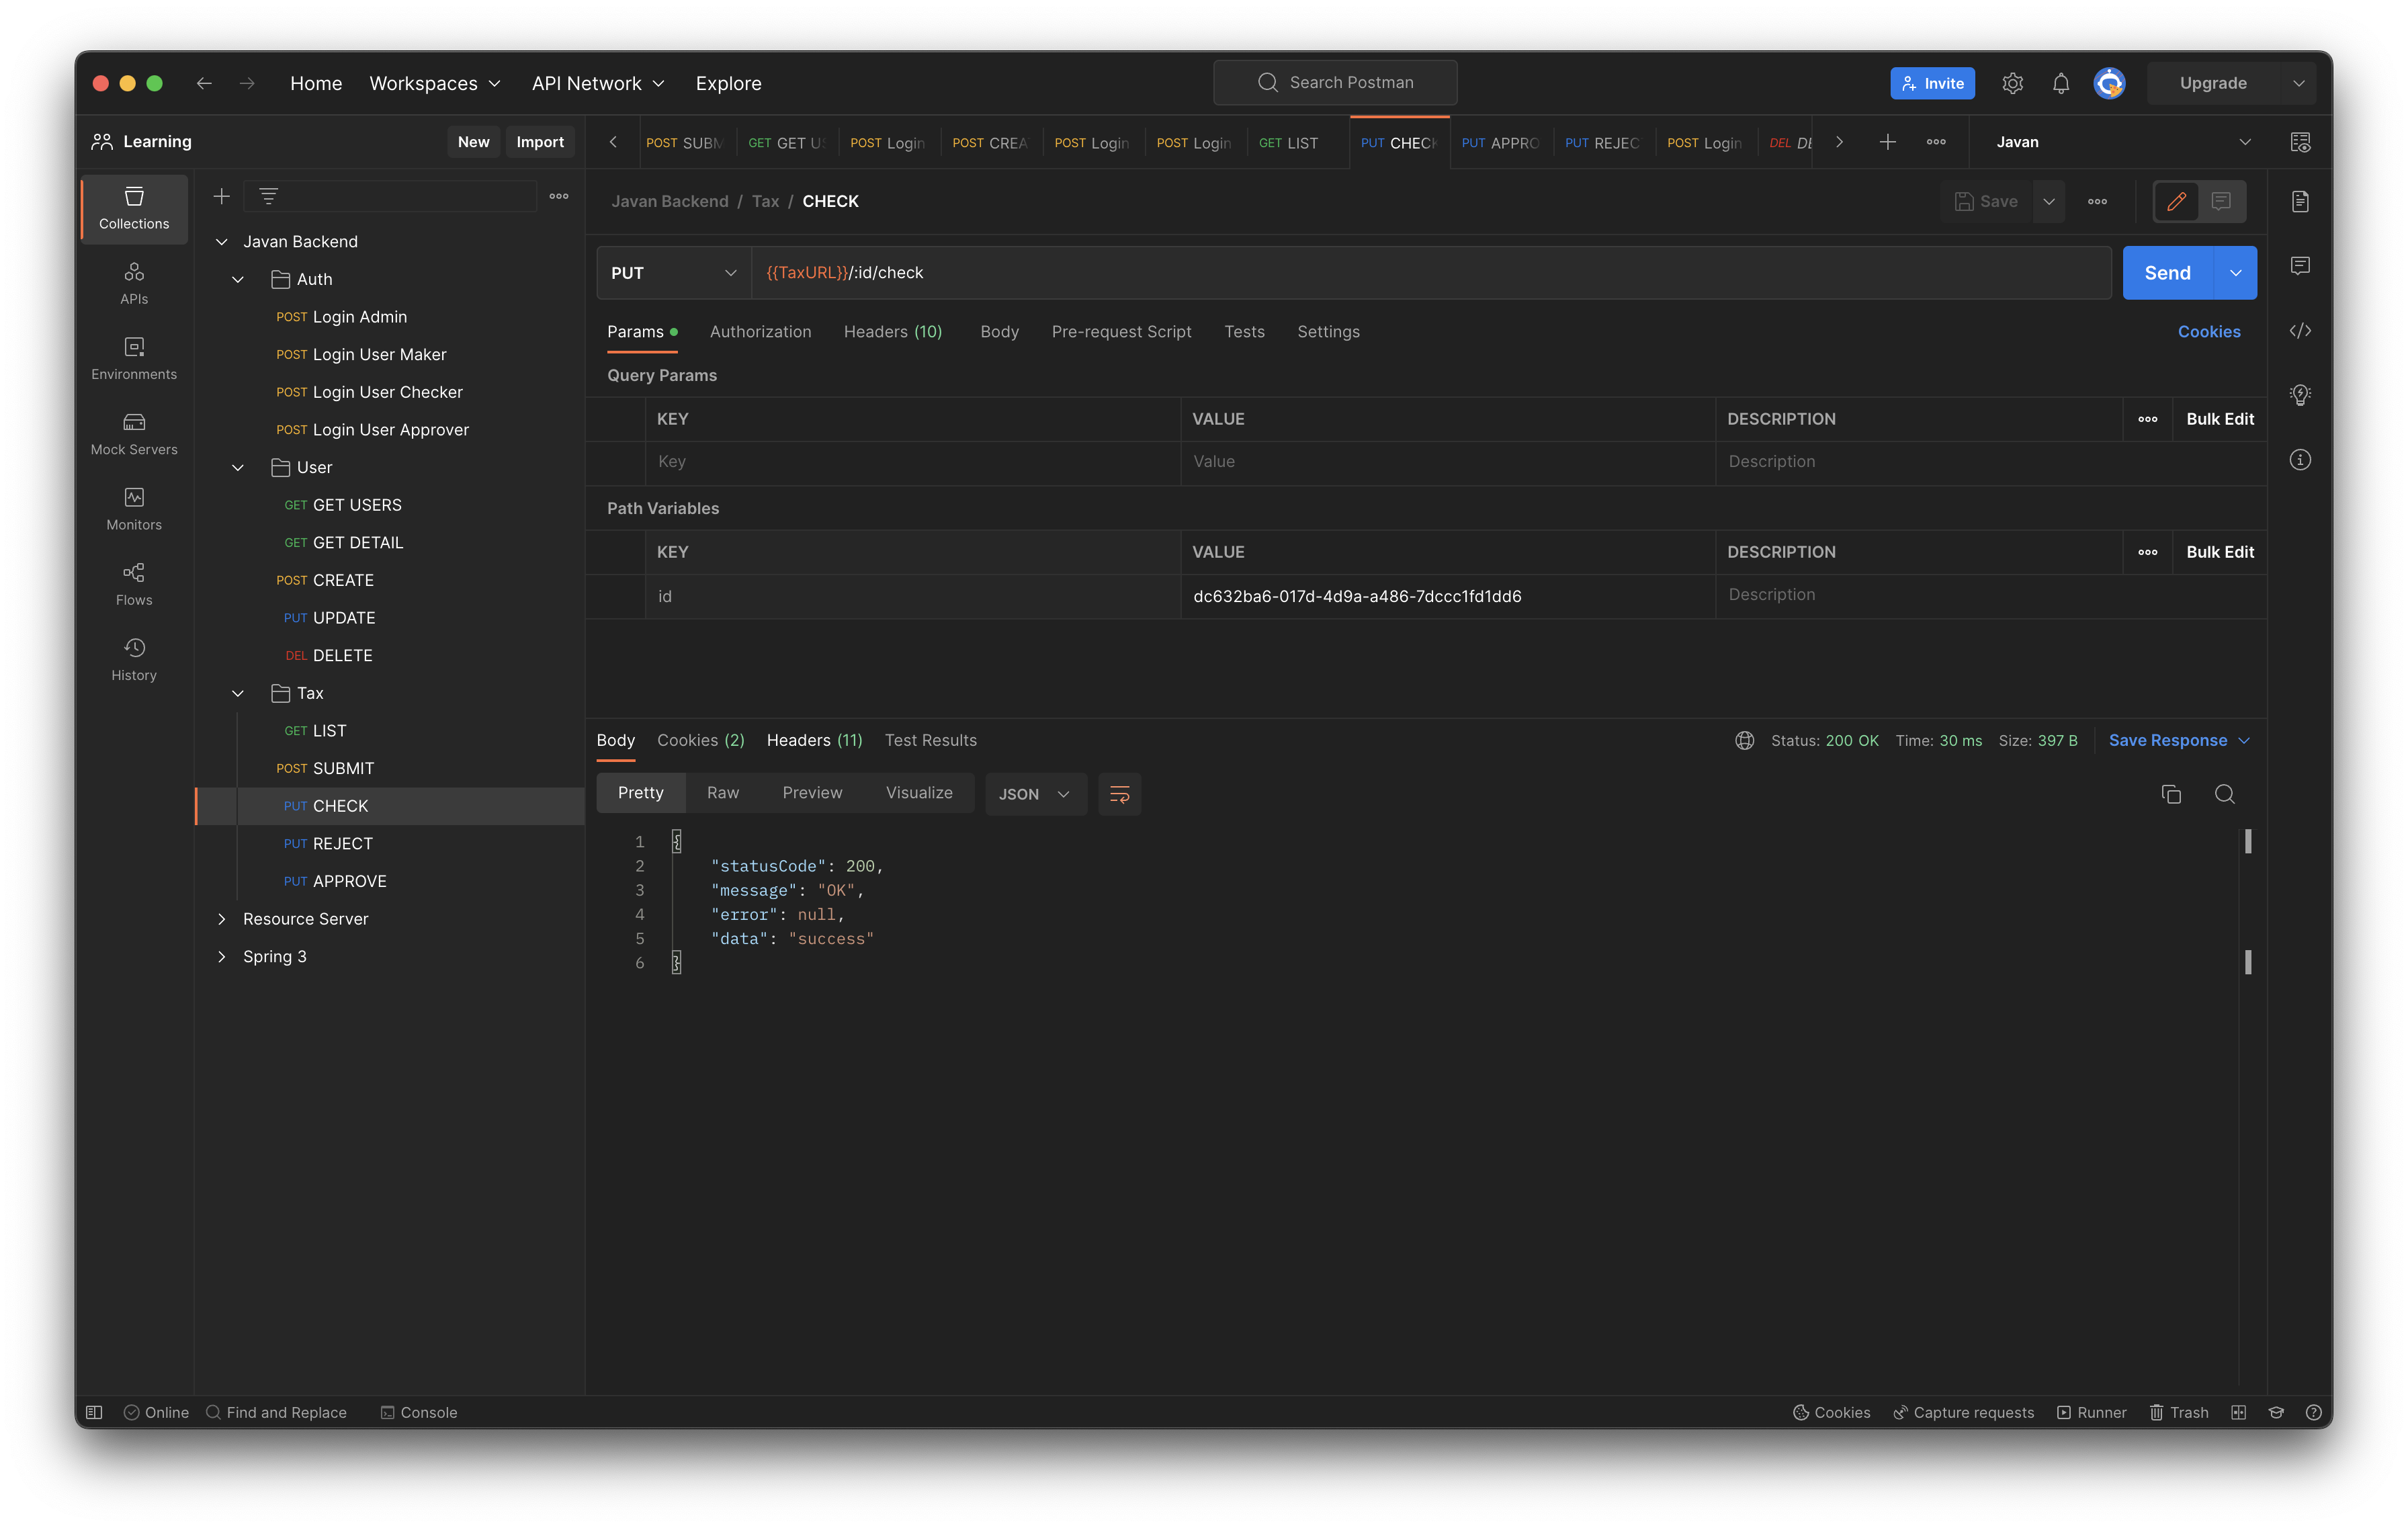 Home Workspaces API Network Explore Search Postman Invite Upgrade
Learning New Import
POST SUBM GET GET U POST Login POST CREA POST Login POST Login GET LIST PUT CHECK PUT APPRO PUT REJEC POST Login DEL DE Javan
Collections
APIs
Environments
Mock Servers
Monitors
Flows
History
Javan Backend
Auth
POST Login Admin
POST Login User Maker
POST Login User Checker
POST Login User Approver
User
GET GET USERS
GET GET DETAIL
POST CREATE
PUT UPDATE
DEL DELETE
Tax
GET LIST
POST SUBMIT
PUT CHECK
PUT REJECT
PUT APPROVE
Resource Server
Spring 3
Javan Backend / Tax / CHECK Save
PUT {{TaxURL}}/:id/check Send
Params Authorization Headers (10) Body Pre-request Script Tests Settings Cookies
Query Params
KEY VALUE DESCRIPTION Bulk Edit
Key Value Description
Path Variables
KEY VALUE DESCRIPTION Bulk Edit
id dc632ba6-017d-4d9a-a486-7dccc1fd1dd6 Description
Body Cookies (2) Headers (11) Test Results Status: 200 OK Time: 30 ms Size: 397 B Save Response
Pretty Raw Preview Visualize JSON
1 {
2 "statusCode": 200,
3 "message": "OK",
4 "error": null,
5 "data": "success"
6 }
Online Find and Replace Console Cookies Capture requests Runner Trash